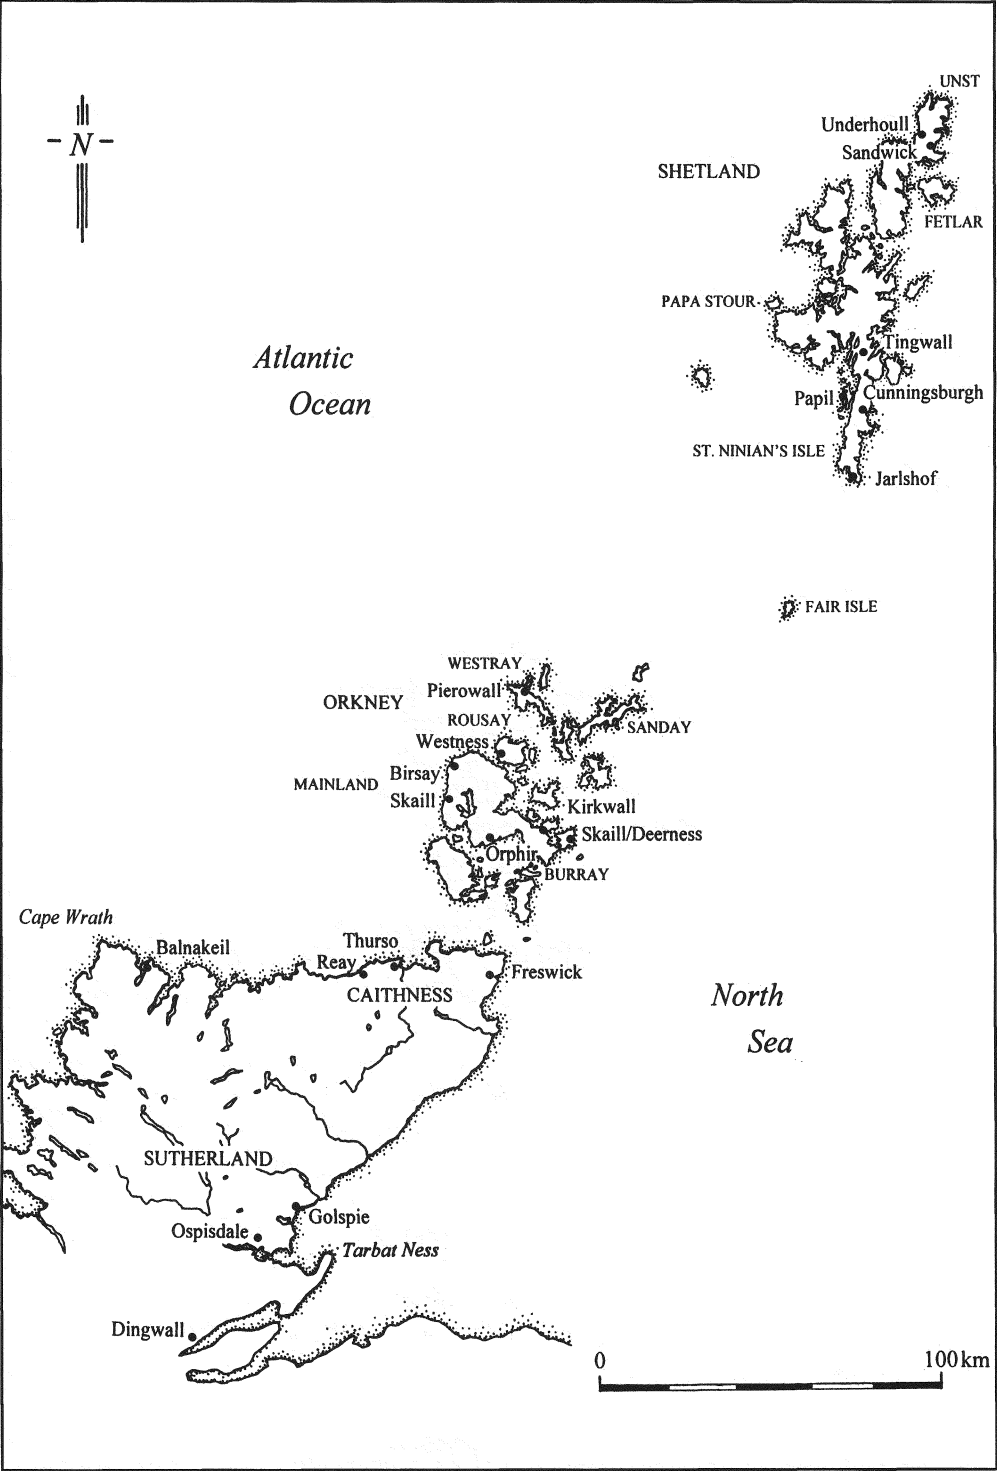 UNST
Underhoull
N
Sandwick
SHETLAND
FETLAR
PAPA STOUR
Tingwall
Atlantic
Ocean
Cunningsburgh
Papil
ST. NINIAN'S ISLE
Jarlshof
FAIR ISLE
WESTRAY
Pierowall
ORKNEY
ROUSAY
SANDAY
Westness
Birsay
MAINLAND
Skaill
Kirkwall
Skaill/Deerness
Orphir
BURRAY
Cape Wrath
Balnakeil
Thurso
Reay
Freswick
CAITHNESS
North
Sea
SUTHERLAND
Golspie
Ospisdale
Tarbat Ness
Dingwall
0
100km